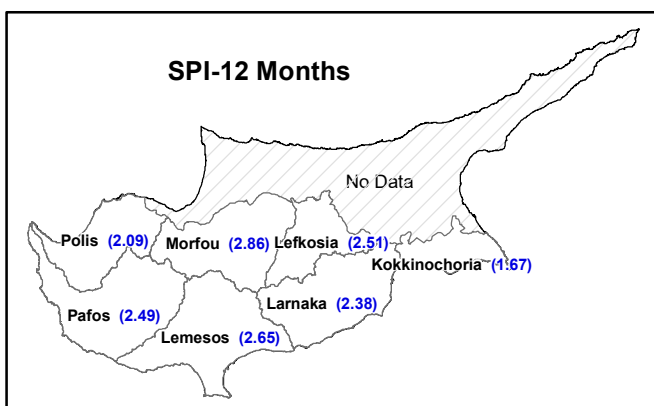 SPI-12 Months
No Data
Polis (2.09)
Morfou (2.86)
Lefkosia (2.51)
Kokkinochoria (1.67)
Pafos (2.49)
Larnaka (2.38)
Lemesos (2.65)